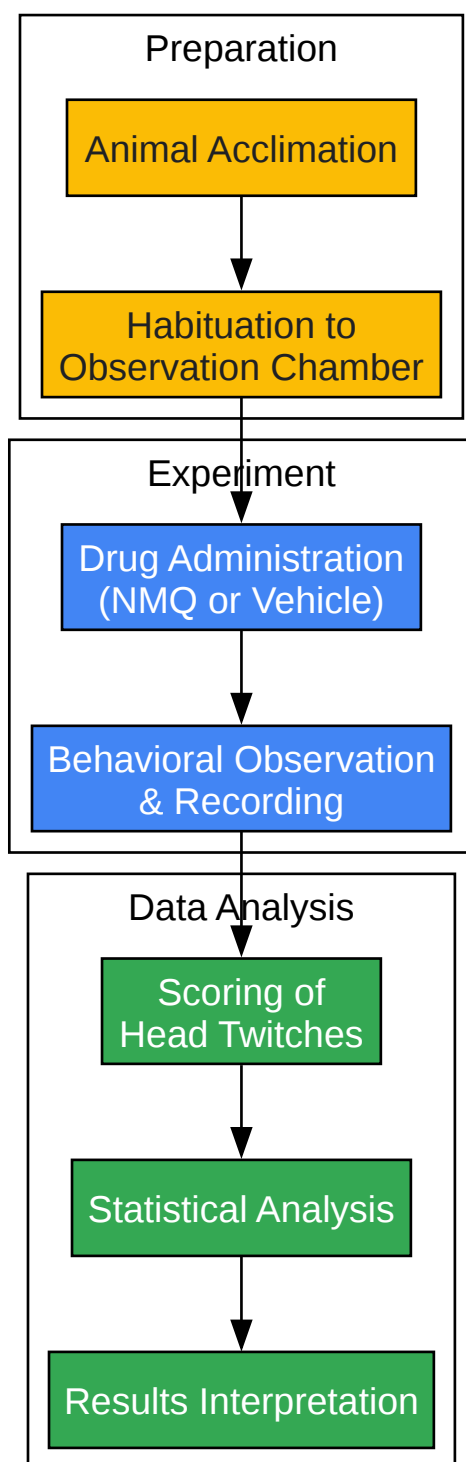 Preparation
Animal Acclimation
Habituation to
Observation Chamber
Experiment
Drug Administration
(NMQ or Vehicle)
Behavioral Observation
& Recording
Data Analysis
Scoring of
Head Twitches
Statistical Analysis
Results Interpretation